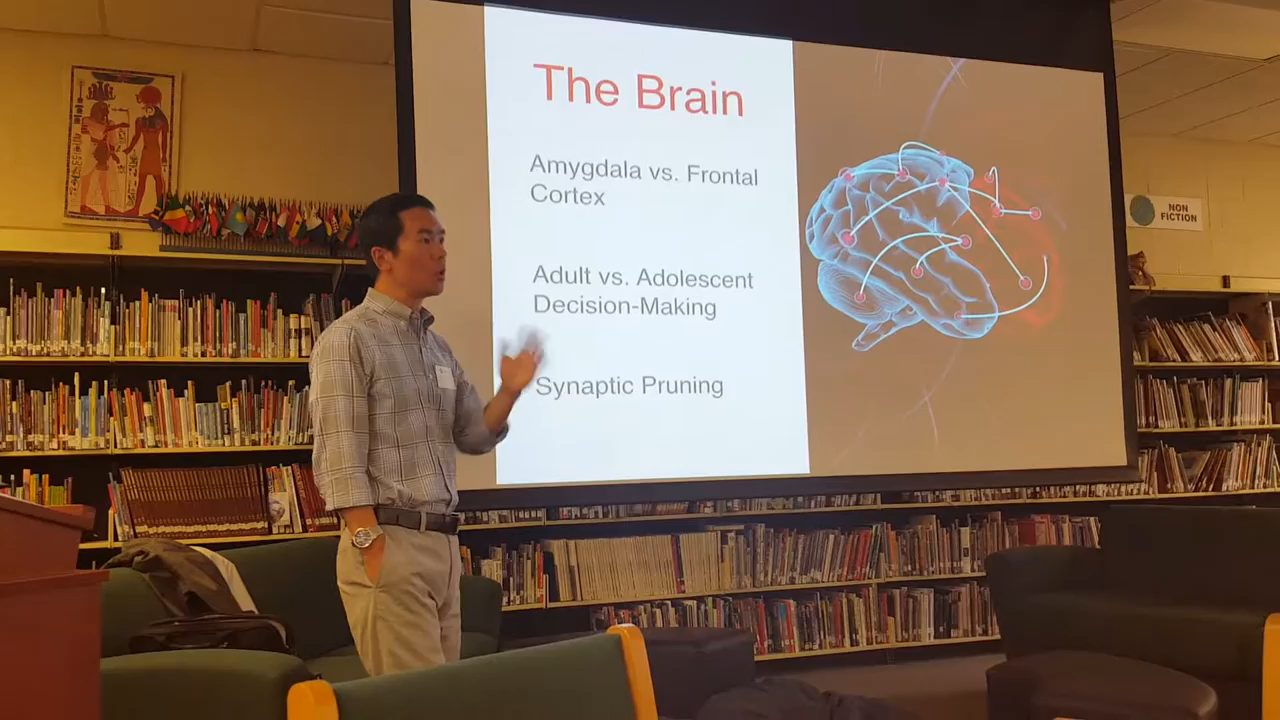 The Brain
Amygdala vs. Frontal
Cortex
Adult vs. Adolescent
Decision-Making
Synaptic Pruning
NON
FICTION